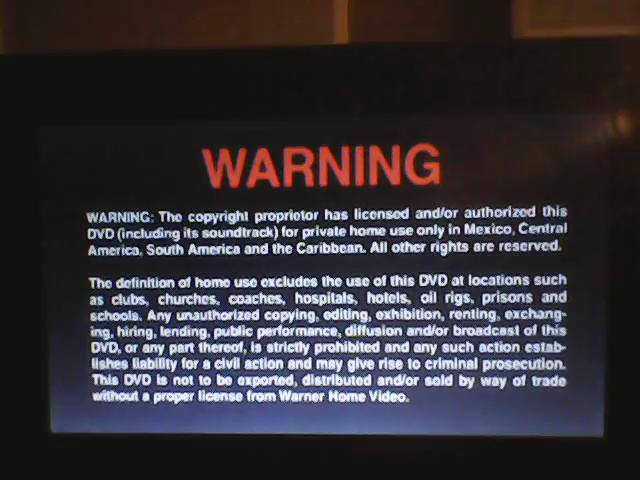 WARNING
WARNING: The copyright proprietor has licensed and/or authorized this
DVD (including its soundtrack) for private home use only in Mexico, Central
America, South America and the Caribbean. All other rights are reserved.
The definition of home use excludes the use of this DVD at locations such
as clubs, churches, coaches, hospitals, hotels, oil rigs, prisons and
schools. Any unauthorized copying, editing, exhibition, renting, exchang-
ing, hiring, lending, public performance, diffusion and/or broadcast of this
DVD, or any part thereof, is strictly prohibited and any such action estab-
lishes liability for a civil action and may give rise to criminal prosecution.
This DVD is not to be exported, distributed and/or sold by way of trade
without a proper license from Warner Home Video.